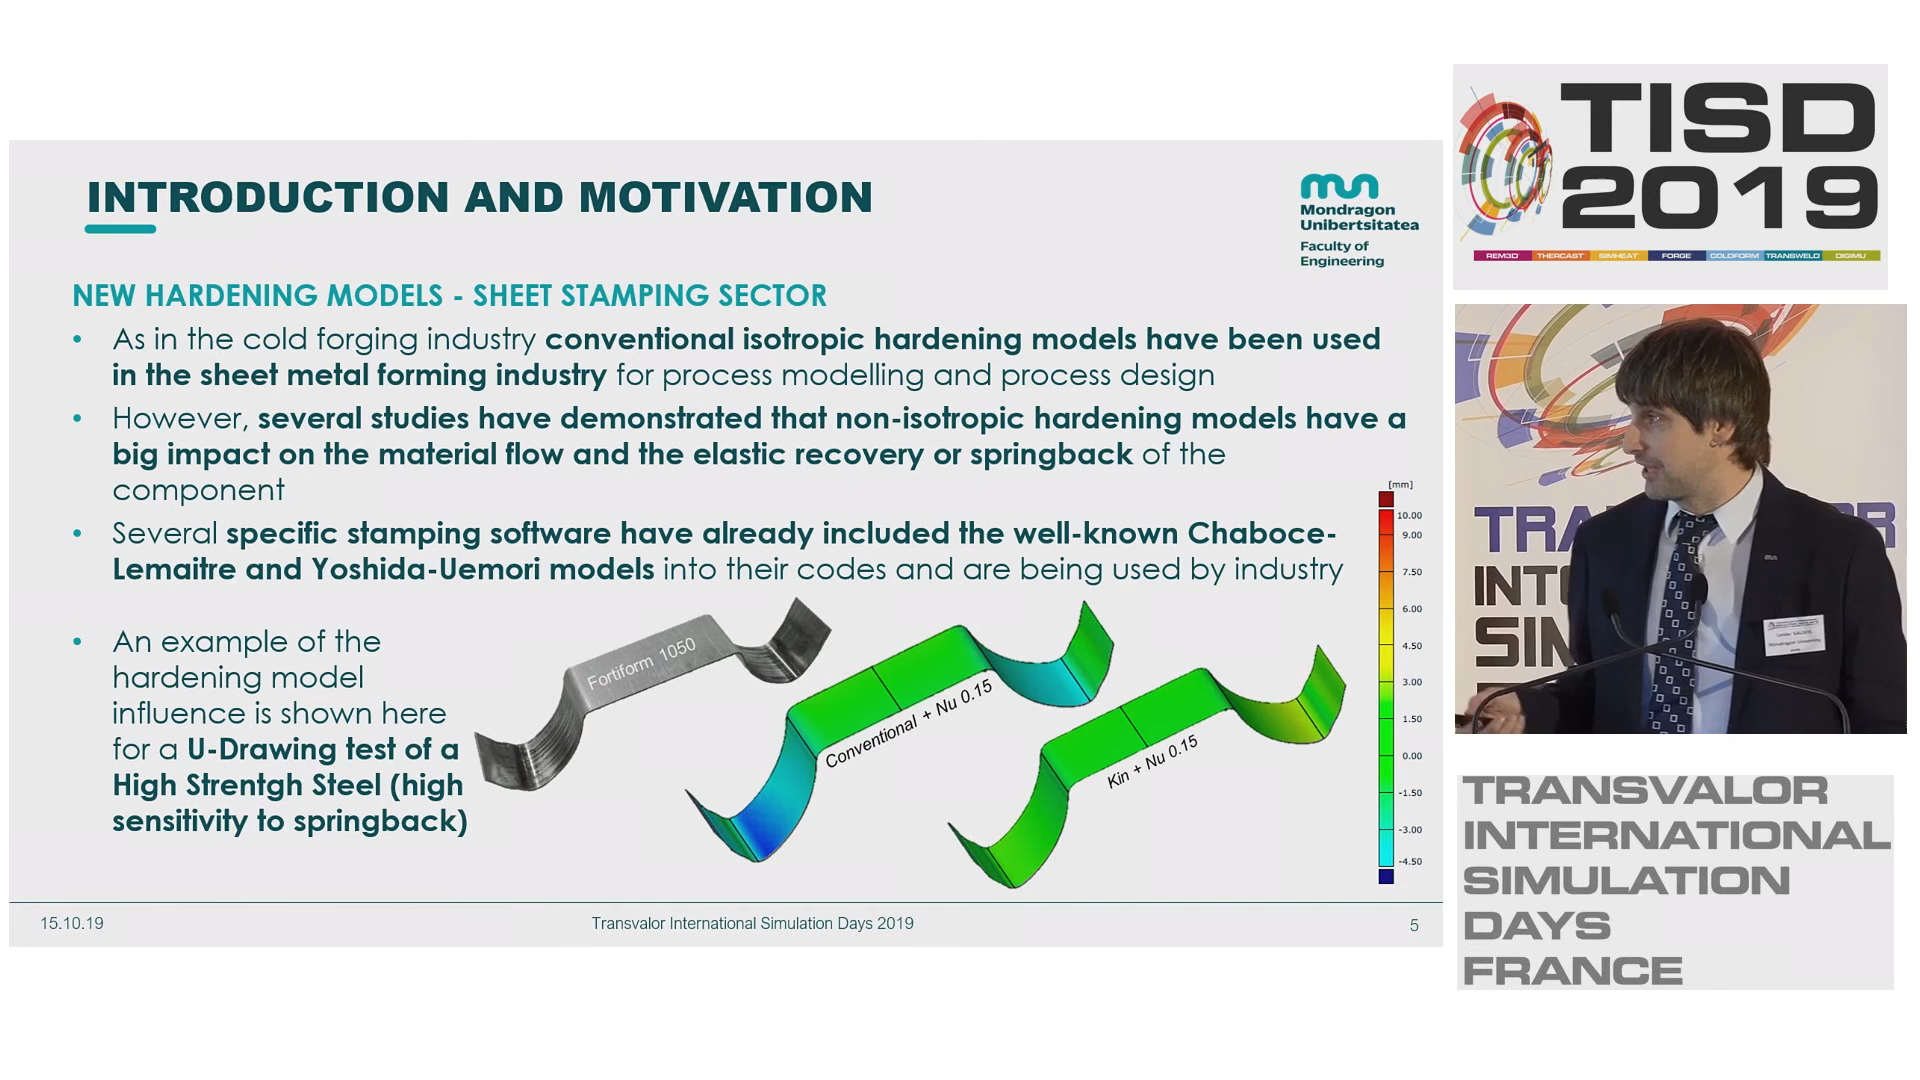 INTRODUCTION AND MOTIVATION
mun
Mondragon
Unibertsitatea
Faculty of
Engineering
NEW HARDENING MODELS - SHEET STAMPING SECTOR
• As in the cold forging industry conventional isotropic hardening models have been used
in the sheet metal forming industry for process modelling and process design
• However, several studies have demonstrated that non-isotropic hardening models have a
big impact on the material flow and the elastic recovery or springback of the
component
• Several specific stamping software have already included the well-known Chaboce-
Lemaitre and Yoshida-Uemori models into their codes and are being used by industry
• An example of the
hardening model
influence is shown here
for a U-Drawing test of a
High Strentgh Steel (high
sensitivity to springback)
Fortiform 1050
Conventional + Nu 0.15
Kin + Nu 0.15
[mm]
10.00
9.00
7.50
6.00
4.50
3.00
1.50
0.00
-1.50
-3.00
-4.50
15.10.19
Transvalor International Simulation Days 2019
5
TISD
2019
REM3D THERCAST SIMHEAT FORGE COLDFORM TRANSWELD DIGIMU
TRA
R
INTE
SIM
TRANSVALOR
INTERNATIONAL
SIMULATION
DAYS
FRANCE